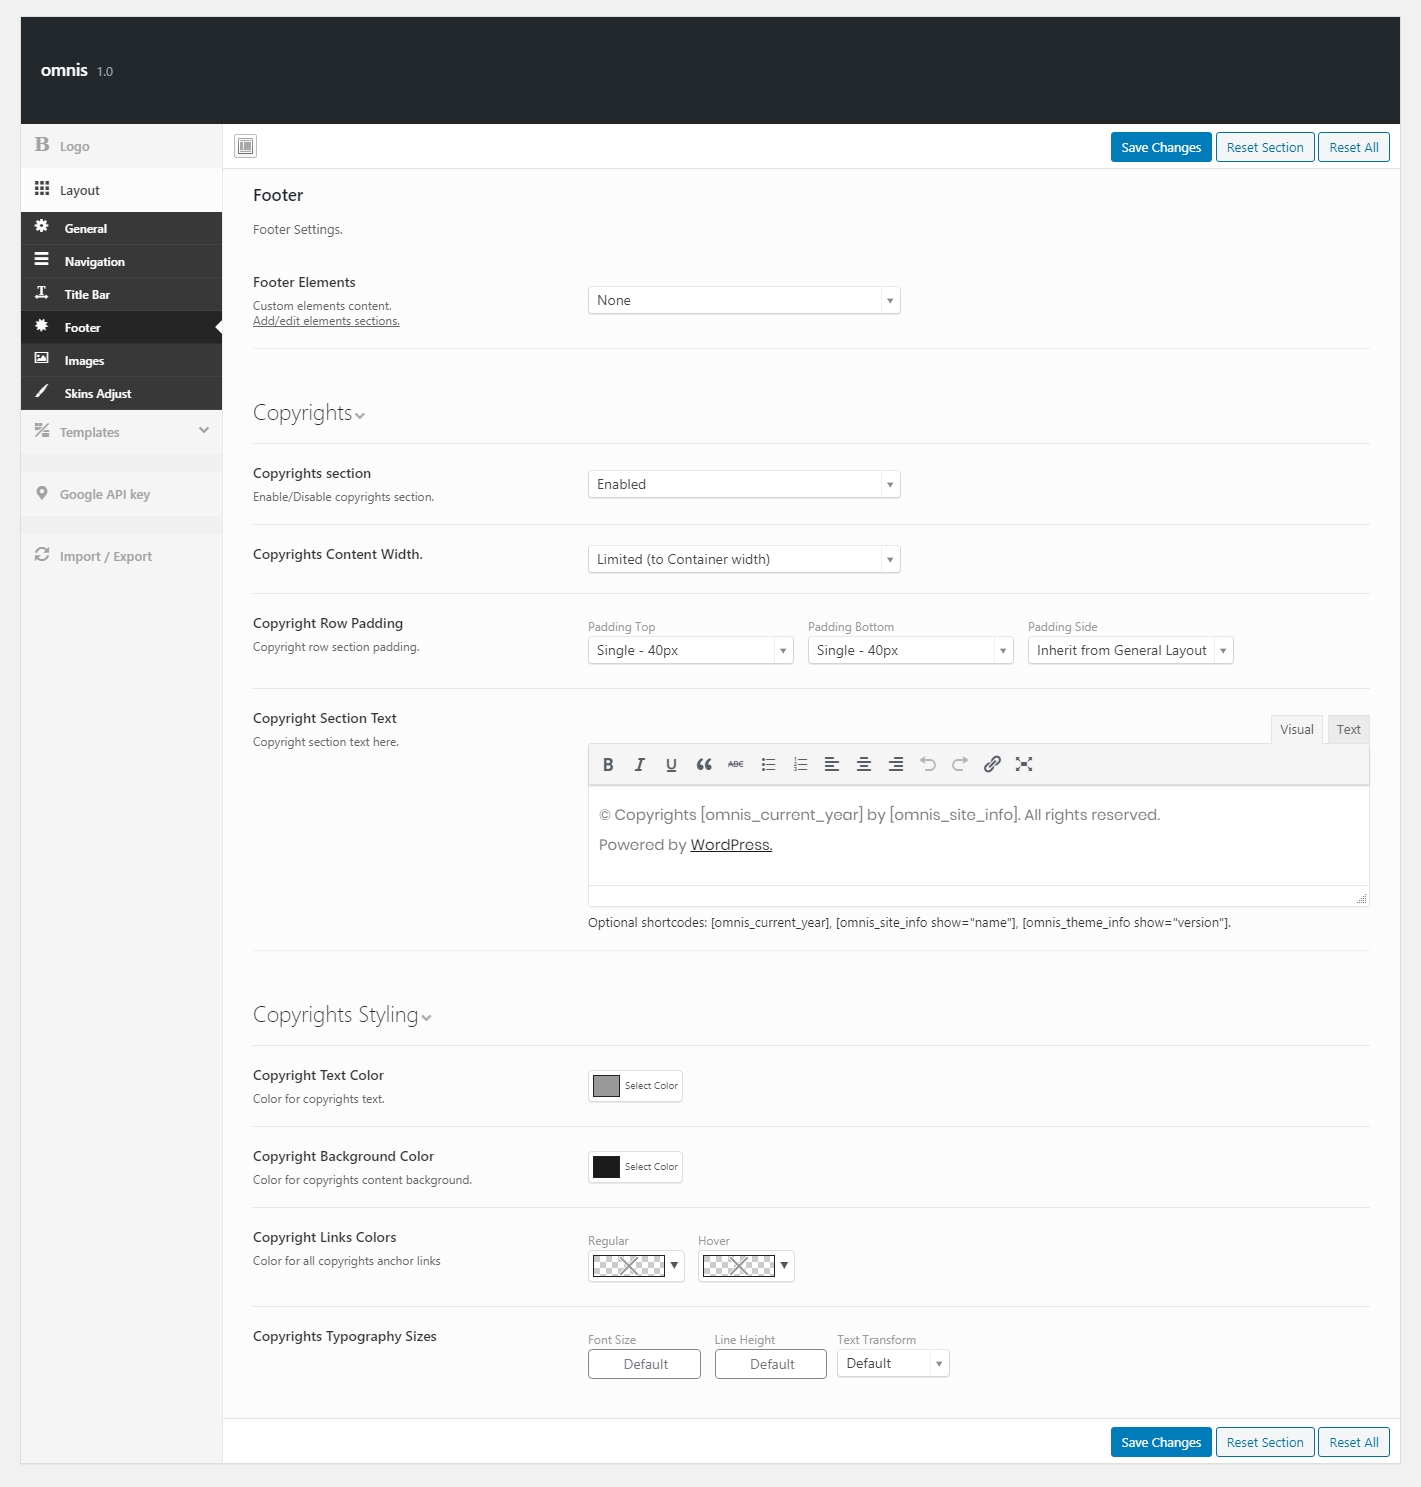 omnis 1.0
Logo
Layout
General
Navigation
Title Bar
Footer
Images
Skins Adjust
Templates
Google API key
Import / Export
Save Changes Reset Section Reset All
Footer
Footer Settings.
Footer Elements
Custom elements content.
Add/edit elements sections.
None
Copyrights
Copyrights section
Enable/Disable copyrights section.
Enabled
Copyrights Content Width.
Limited (to Container width)
Copyright Row Padding
Copyright row section padding.
Padding Top Padding Bottom Padding Side
Single - 40px Single - 40px Inherit from General Layout
Copyright Section Text
Copyright section text here.
Visual Text
B I U ABC
© Copyrights [omnis_current_year] by [omnis_site_info]. All rights reserved.
Powered by WordPress.
Optional shortcodes: [omnis_current_year], [omnis_site_info show="name"], [omnis_theme_info show="version"].
Copyrights Styling
Copyright Text Color
Color for copyrights text.
Select Color
Copyright Background Color
Color for copyrights content background.
Select Color
Copyright Links Colors
Color for all copyrights anchor links
Regular Hover
Copyrights Typography Sizes
Font Size Line Height Text Transform
Default Default Default
Save Changes Reset Section Reset All